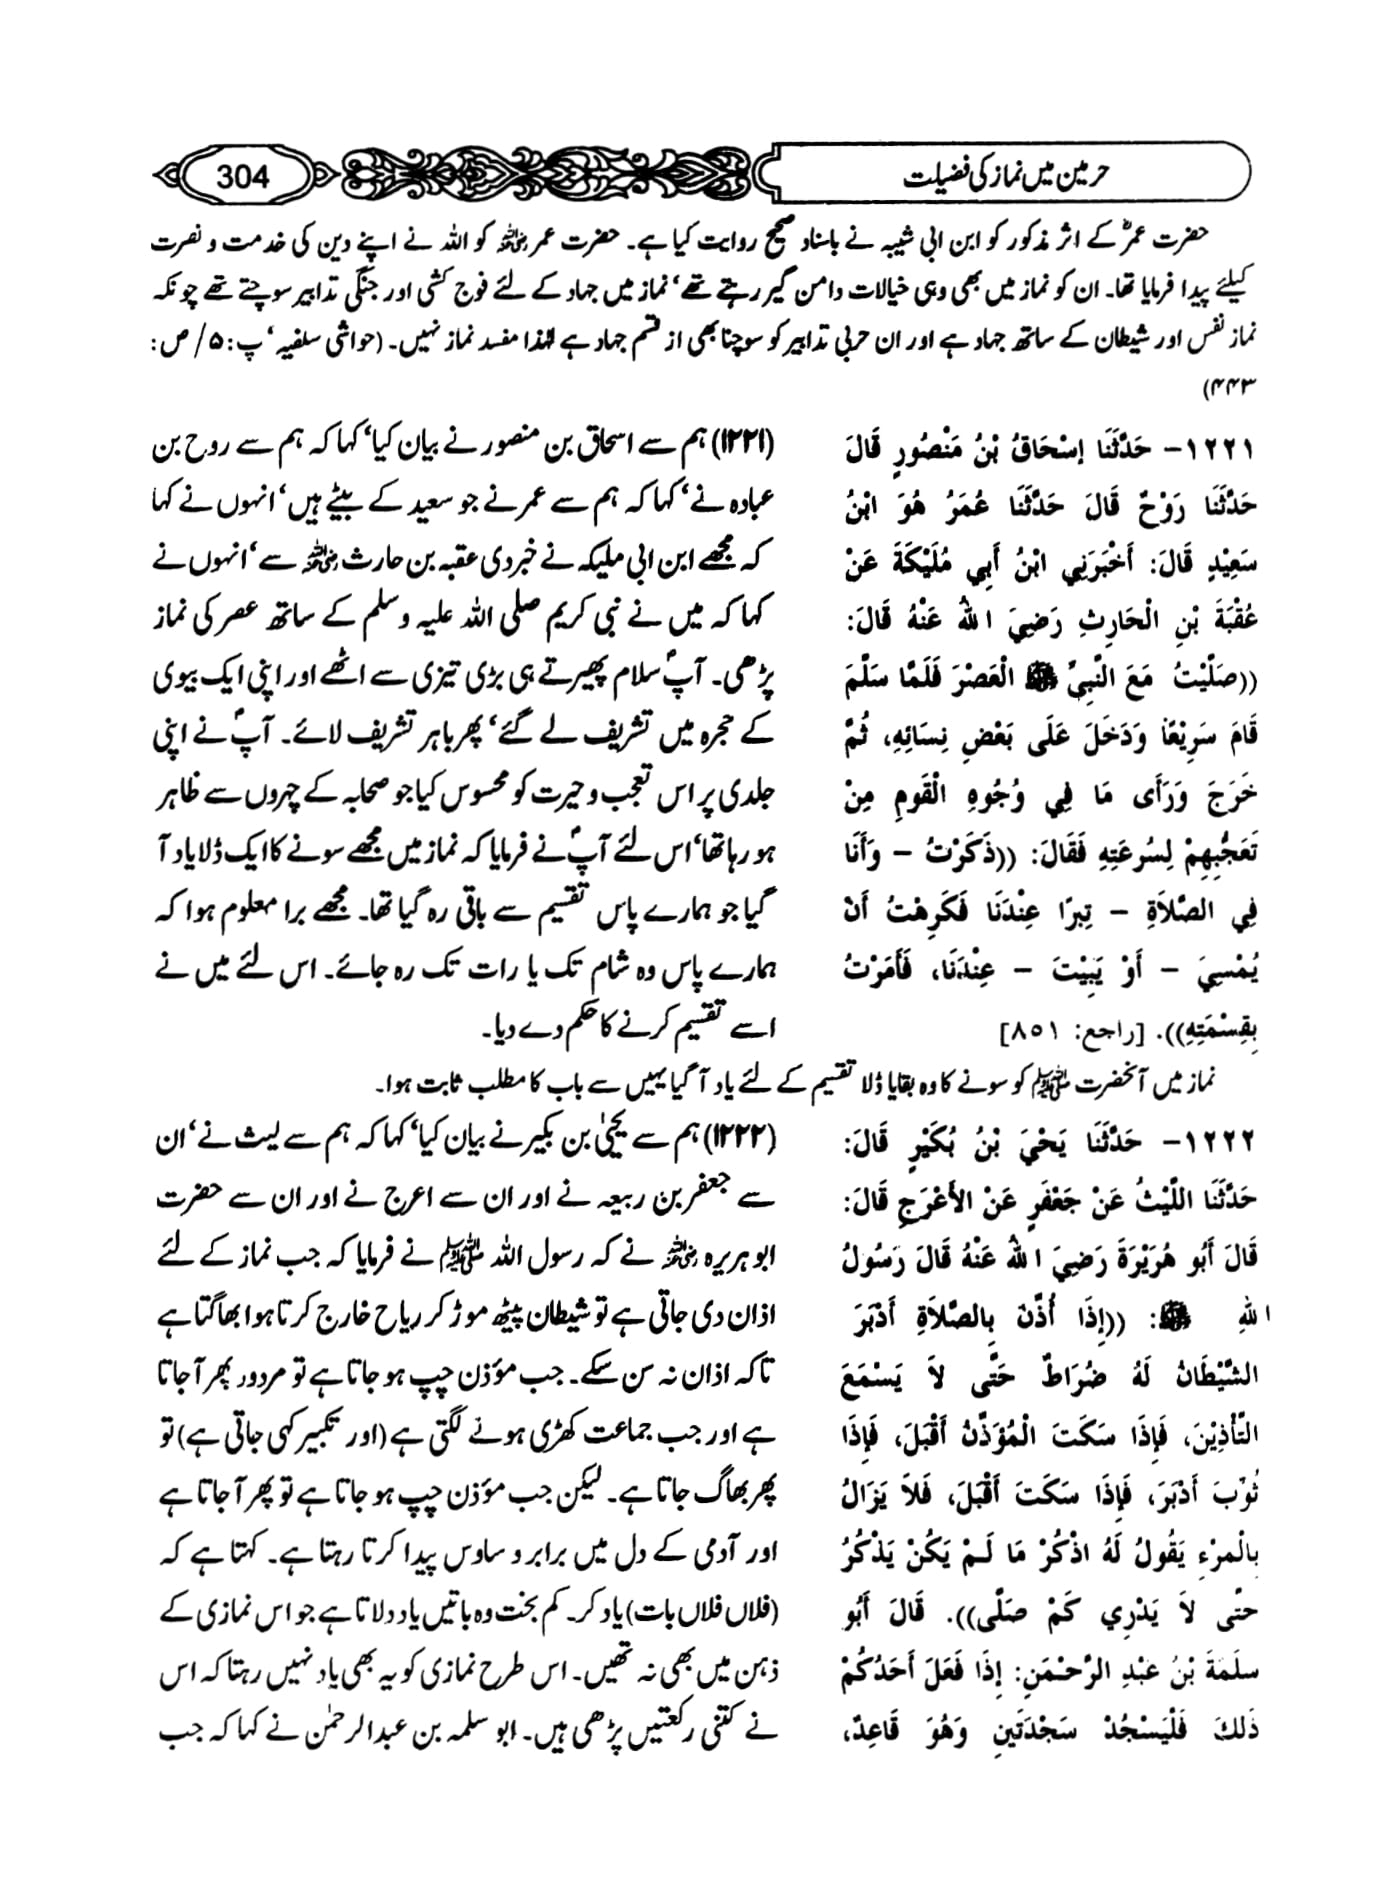 حرمین میں نماز کی فضیلت
304
حضرت عمرؓ کے اثر مذکور کو ابن ابی شیبہ نے باسناد صحیح روایت کیا ہے۔ حضرت عمر رضی اللہ عنہ کو اللہ نے اپنے دین کی خدمت و نصرت
کیلئے پیدا فرمایا تھا۔ ان کو نماز میں بھی وہی خیالات دامن گیر رہتے تھے‘ نماز میں جہاد کے لئے فوج کشی اور جنگی تدابیر سوچتے تھے چونکہ
نماز نفس اور شیطان کے ساتھ جہاد ہے اور ان حربی تدابیر کو سوچنا بھی از قسم جہاد ہے لہٰذا مفسد نماز نہیں۔ (حواشی سلفیہ‘ پ: ۵/ ص:
۴۴۳)
١٢٢١- حَدَّثَنَا إِسْحَاقُ بْنُ مَنْصُورٍ قَالَ
حَدَّثَنَا رَوْحٌ قَالَ حَدَّثَنَا عُمَرُ هُوَ ابْنُ
سَعِيْدٍ قَالَ: أَخْبَرَنِي ابْنُ أَبِي مُلَيْكَةَ عَنْ
عُقْبَةَ بْنِ الْحَارِثِ رَضِيَ اللهُ عَنْهُ قَالَ:
((صَلَّيْتُ مَعَ النَّبِيِّ ﷺ الْعَصْرَ فَلَمَّا سَلَّمَ
قَامَ سَرِيْعًا وَدَخَلَ عَلَى بَعْضِ نِسَائِهِ، ثُمَّ
خَرَجَ وَرَأَى مَا فِي وُجُوهِ الْقَومِ مِنْ
تَعَجُّبِهِمْ لِسُرعَتِهِ فَقَالَ: ((ذَكَرْتُ – وَأَنَا
فِي الصَّلاَةِ – تِبرًا عِنْدَنَا فَكَرِهْتُ أَنْ
يُمْسِيَ – أَوْ يَبِيْتَ – عِنْدَنَا، فَأَمَرْتُ
بِقِسْمَتِهِ)). [راجع: ٨٥١]
(۱۲۲۱) ہم سے اسحاق بن منصور نے بیان کیا‘ کہا کہ ہم سے روح بن
عبادہ نے‘ کہا کہ ہم سے عمر نے جو سعید کے بیٹے ہیں‘ انہوں نے کہا
کہ مجھے ابن ابی ملیکہ نے خبر دی عقبہ بن حارث رضی اللہ عنہ سے‘ انہوں نے
کہا کہ میں نے نبی کریم صلی اللہ علیہ وسلم کے ساتھ عصر کی نماز
پڑھی۔ آپؐ سلام پھیرتے ہی بڑی تیزی سے اٹھے اور اپنی ایک بیوی
کے حجرہ میں تشریف لے گئے‘ پھر باہر تشریف لائے۔ آپؐ نے اپنی
جلدی پر اس تعجب و حیرت کو محسوس کیا جو صحابہ کے چہروں سے ظاہر
ہو رہا تھا‘ اس لئے آپؐ نے فرمایا کہ نماز میں مجھے سونے کا ایک ڈلا یاد آ
گیا جو ہمارے پاس تقسیم سے باقی رہ گیا تھا۔ مجھے برا معلوم ہوا کہ
ہمارے پاس وہ شام تک یا رات تک رہ جائے۔ اس لئے میں نے
اسے تقسیم کرنے کا حکم دے دیا۔
نماز میں آنحضرت ﷺ کو سونے کا وہ بقایا ڈلا تقسیم کے لئے یاد آ گیا یہیں سے باب کا مطلب ثابت ہوا۔
١٢٢٢- حَدَّثَنَا يَحْيَ بْنُ بُكَيْرٍ قَالَ:
حَدَّثَنَا اللَّيْثُ عَنْ جَعْفَرٍ عَنْ الأَعْرَجِ قَالَ:
قَالَ أَبُو هُرَيْرَةَ رَضِيَ اللهُ عَنْهُ قَالَ رَسُولُ
اللهِ ﷺ: ((إِذَا أُذِّنَ بِالصَّلاَةِ أَدْبَرَ
الشَّيْطَانُ لَهُ ضُرَاطٌ حَتَّى لاَ يَسْمَعَ
التَّأْذِيْنَ، فَإِذَا سَكَتَ الْمُؤَذِّنُ أَقْبَلَ، فَإِذَا
ثُوِّبَ أَدْبَرَ، فَإِذَا سَكَتَ أَقْبَلَ، فَلاَ يَزَالُ
بِالْمَرْءِ يَقُولُ لَهُ اذْكُرْ مَا لَمْ يَكُنْ يَذْكُرُ
حَتَّى لاَ يَدْرِي كَمْ صَلَّى)). قَالَ أَبُو
سَلَمَةَ بْنُ عَبْدِ الرَّحْمَنِ: إِذَا فَعَلَ أَحَدُكُمْ
ذَلِكَ فَلْيَسْجُدْ سَجْدَتَينِ وَهُوَ قَاعِدٌ،
(۱۲۲۲) ہم سے یحییٰ بن بکیر نے بیان کیا‘ کہا کہ ہم سے لیث نے‘ ان
سے جعفر بن ربیعہ نے اور ان سے اعرج نے اور ان سے حضرت
ابو ہریرہ رضی اللہ عنہ نے کہ رسول اللہ ﷺ نے فرمایا کہ جب نماز کے لئے
اذان دی جاتی ہے تو شیطان پیٹھ موڑ کر ریاح خارج کرتا ہوا بھاگتا ہے
تاکہ اذان نہ سن سکے۔ جب مؤذن چپ ہو جاتا ہے تو مردود پھر آ جاتا
ہے اور جب جماعت کھڑی ہونے لگتی ہے (اور تکبیر کہی جاتی ہے) تو
پھر بھاگ جاتا ہے۔ لیکن جب مؤذن چپ ہو جاتا ہے تو پھر آ جاتا ہے
اور آدمی کے دل میں برابر وساوس پیدا کرتا رہتا ہے۔ کہتا ہے کہ
(فلاں فلاں بات) یاد کر۔ کم بخت وہ باتیں یاد دلاتا ہے جو اس نمازی کے
ذہن میں بھی نہ تھیں۔ اس طرح نمازی کو یہ بھی یاد نہیں رہتا کہ اس
نے کتنی رکعتیں پڑھی ہیں۔ ابو سلمہ بن عبدالرحمٰن نے کہا کہ جب